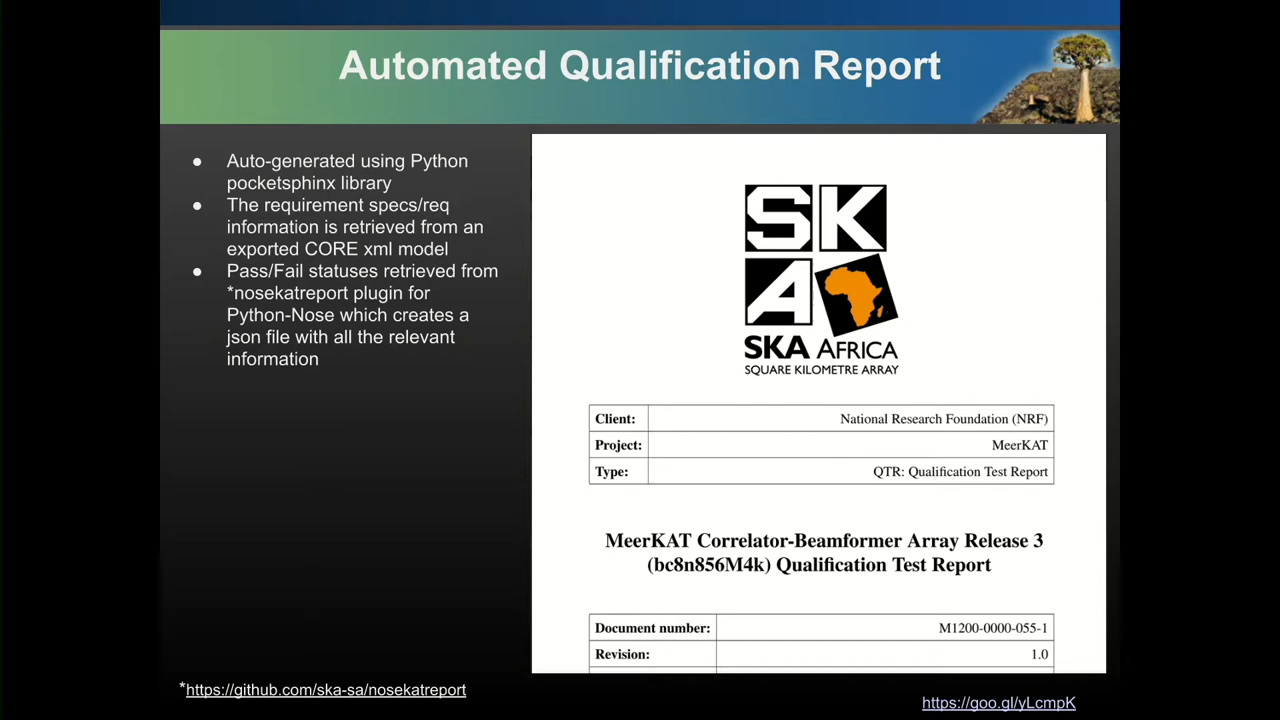 Automated Qualification Report
● Auto-generated using Python
pocketsphinx library
● The requirement specs/req
information is retrieved from an
exported CORE xml model
● Pass/Fail statuses retrieved from
*nosekatreport plugin for
Python-Nose which creates a
json file with all the relevant
information
*https://github.com/ska-sa/nosekatreport
SK
A
SKA AFRICA
SQUARE KILOMETRE ARRAY
Client: National Research Foundation (NRF)
Project: MeerKAT
Type: QTR: Qualification Test Report
MeerKAT Correlator-Beamformer Array Release 3
(bc8n856M4k) Qualification Test Report
Document number: M1200-0000-055-1
Revision: 1.0
https://goo.gl/yLcmpK